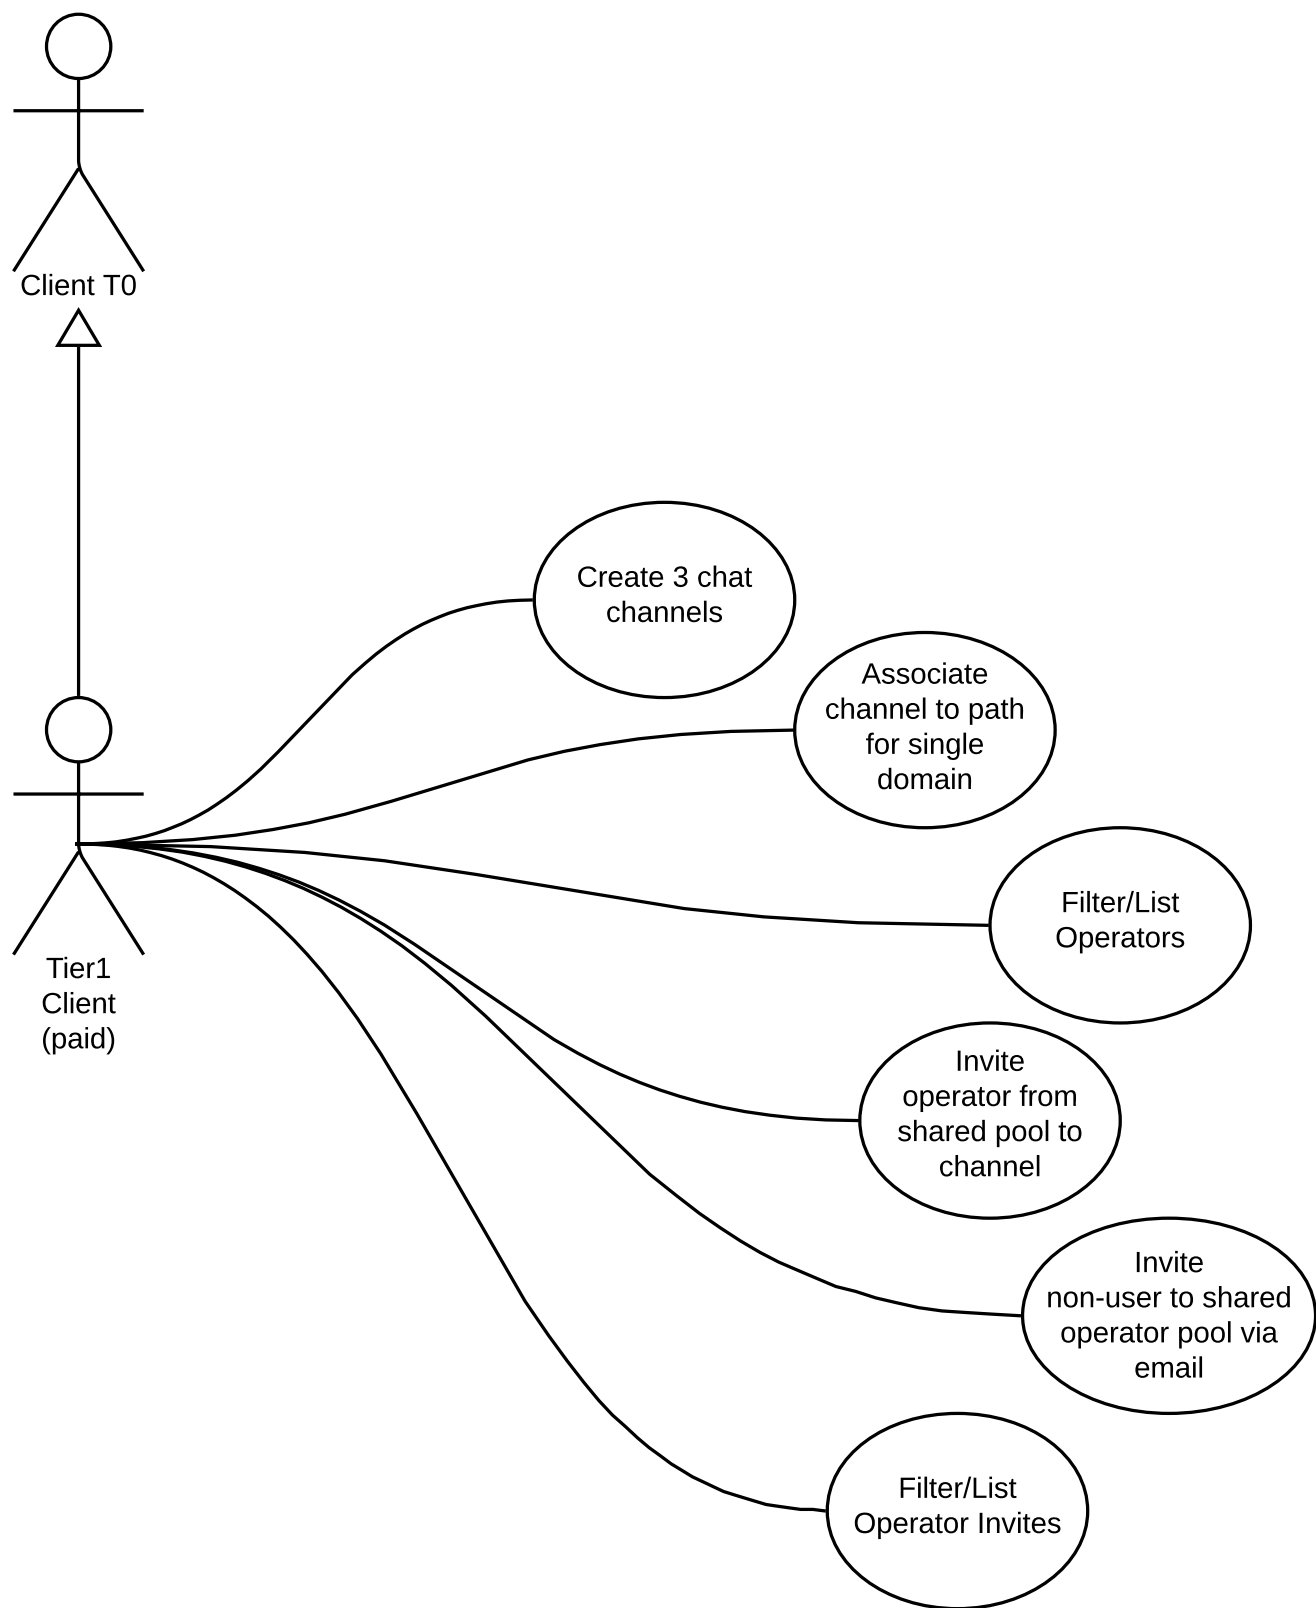 Client T0
Create 3 chat
channels
Associate
channel to path
for single
domain
Filter/List
Operators
Tier1
Client
(paid)
Invite
operator from
shared pool to
channel
Invite
non-user to shared
operator pool via
email
Filter/List
Operator Invites